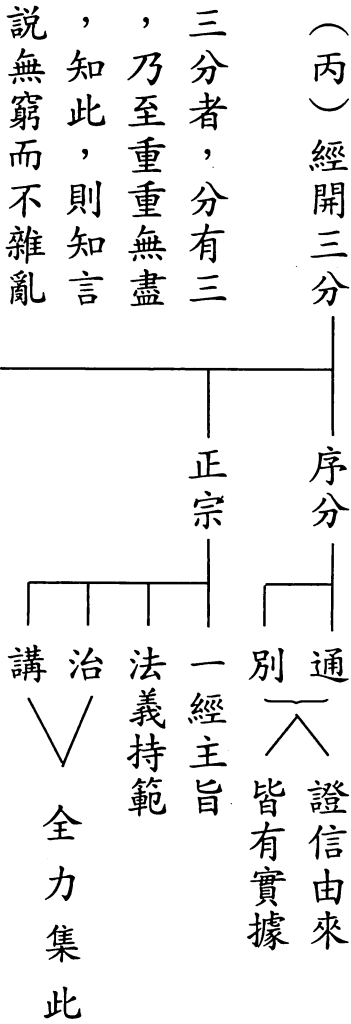 （丙）經開三分
三分者，分有三
，乃至重重無盡
，知此，則知言
説無窮而不雜亂
序分
通
別
證信由來
皆有實據
正宗
一經主旨
法義持範
治
講
全力集此